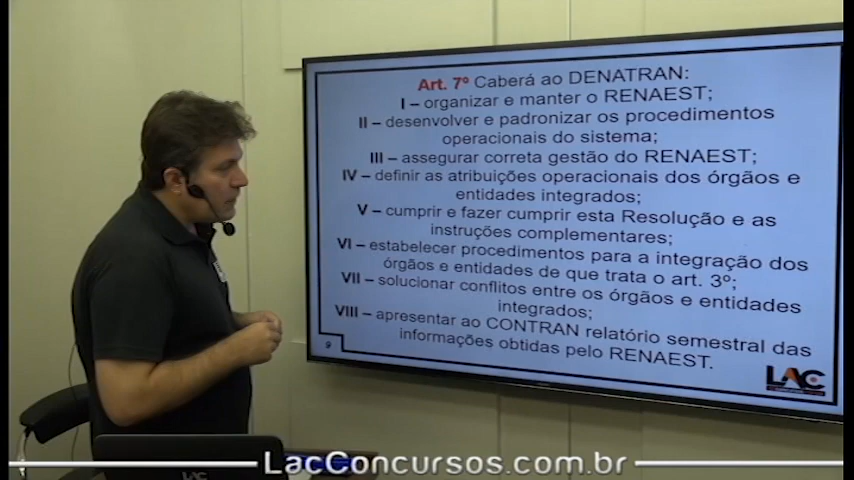 Art. 7º Caberá ao DENATRAN:
I – organizar e manter o RENAEST;
II – desenvolver e padronizar os procedimentos
operacionais do sistema;
III – assegurar correta gestão do RENAEST;
IV – definir as atribuições operacionais dos órgãos e
entidades integrados;
V – cumprir e fazer cumprir esta Resolução e as
instruções complementares;
VI – estabelecer procedimentos para a integração dos
órgãos e entidades de que trata o art. 3º;
VII – solucionar conflitos entre os órgãos e entidades
integrados;
VIII – apresentar ao CONTRAN relatório semestral das
informações obtidas pelo RENAEST.
9
LAC
LAC
LacConcursos.com.br